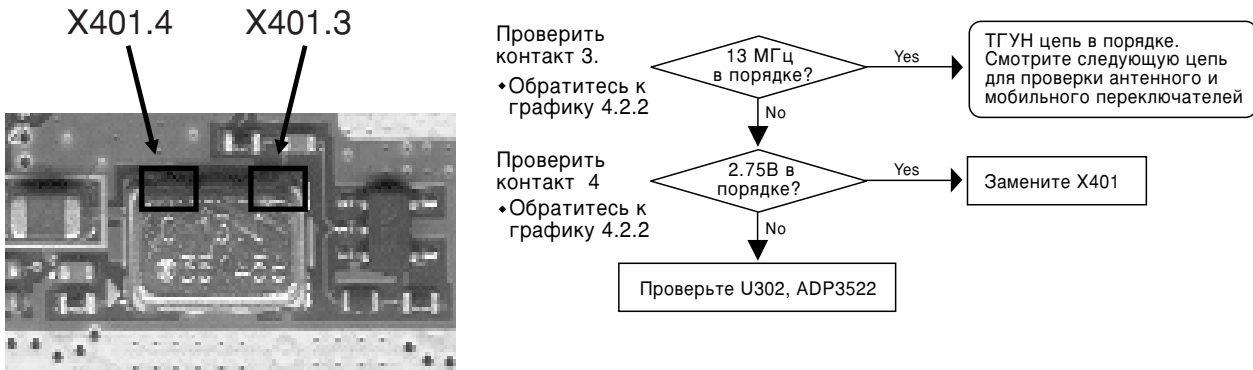 X401.4
X401.3
Проверить
контакт 3.
◆Обратитесь к
графику 4.2.2
13 МГц
в порядке?
Yes
ТГУН цепь в порядке.
Смотрите следующую цепь
для проверки антенного и
мобильного переключателей
No
Проверить
контакт 4
◆Обратитесь к
графику 4.2.2
2.75В в
порядке?
Yes
Замените X401
No
Проверьте U302, ADP3522